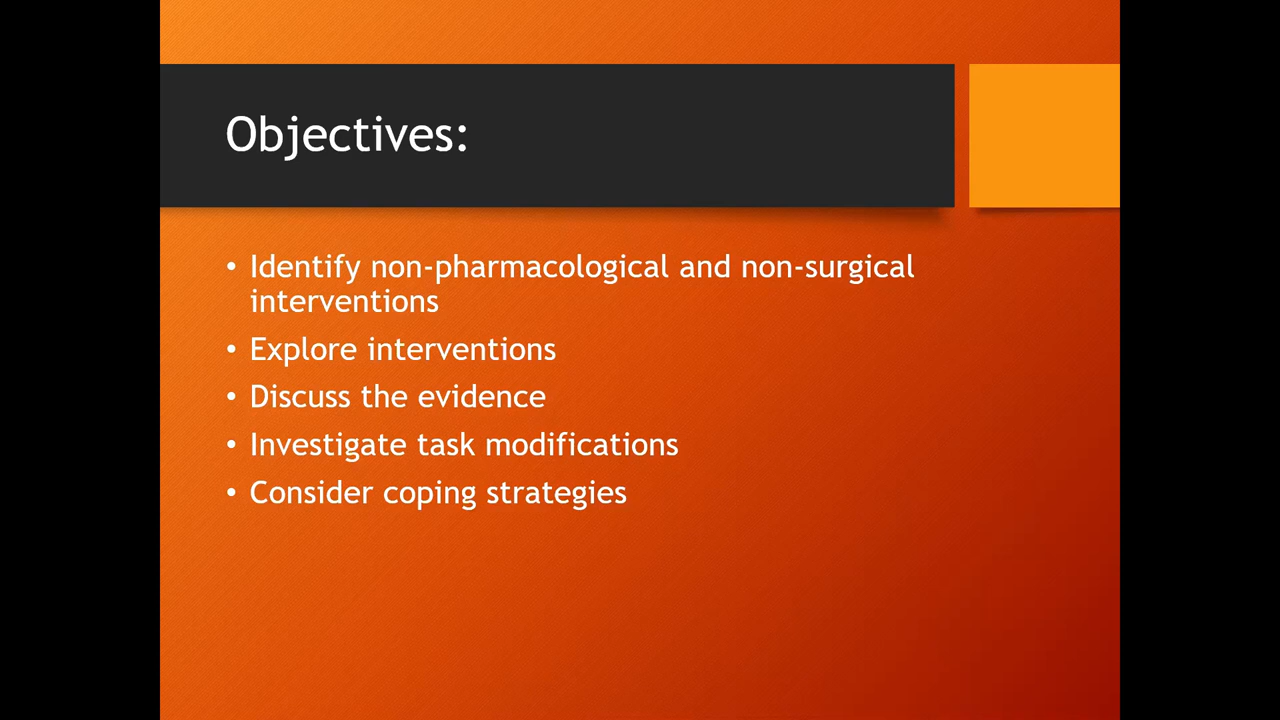 Objectives:
• Identify non-pharmacological and non-surgical
interventions
• Explore interventions
• Discuss the evidence
• Investigate task modifications
• Consider coping strategies